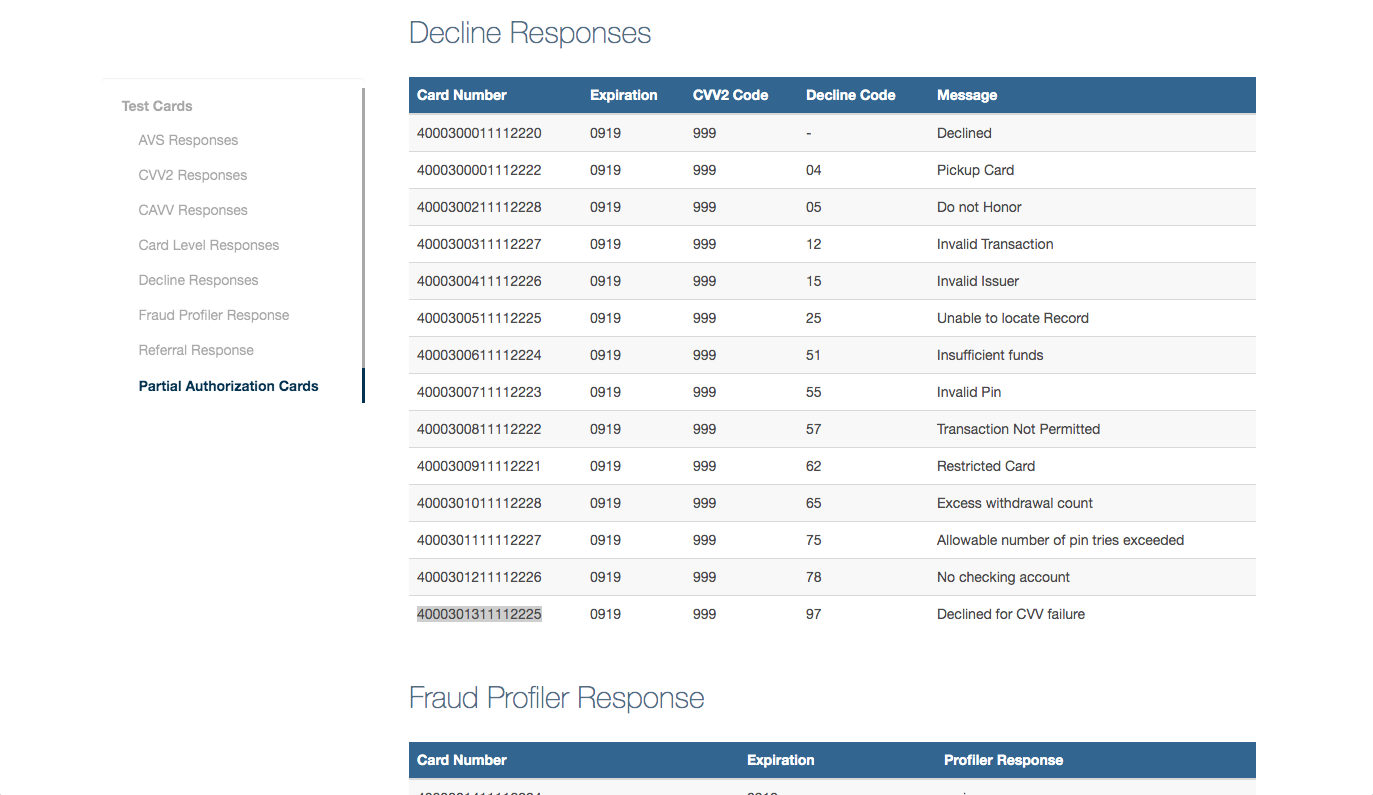 Decline Responses
Test Cards
AVS Responses
CVV2 Responses
CAVV Responses
Card Level Responses
Decline Responses
Fraud Profiler Response
Referral Response
Partial Authorization Cards
Card Number Expiration CVV2 Code Decline Code Message
4000300011112220 0919 999 - Declined
4000300001112222 0919 999 04 Pickup Card
4000300211112228 0919 999 05 Do not Honor
4000300311112227 0919 999 12 Invalid Transaction
4000300411112226 0919 999 15 Invalid Issuer
4000300511112225 0919 999 25 Unable to locate Record
4000300611112224 0919 999 51 Insufficient funds
4000300711112223 0919 999 55 Invalid Pin
4000300811112222 0919 999 57 Transaction Not Permitted
4000300911112221 0919 999 62 Restricted Card
4000301011112228 0919 999 65 Excess withdrawal count
4000301111112227 0919 999 75 Allowable number of pin tries exceeded
4000301211112226 0919 999 78 No checking account
4000301311112225 0919 999 97 Declined for CVV failure
Fraud Profiler Response
Card Number Expiration Profiler Response